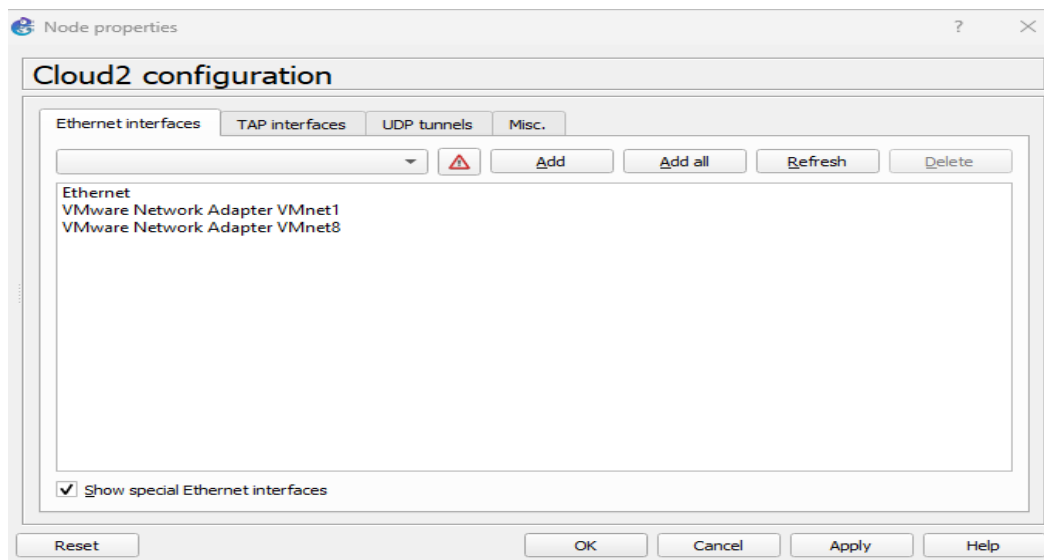 Node properties
Cloud2 configuration
Ethernet interfaces TAP interfaces UDP tunnels Misc.
Add Add all Refresh Delete
Ethernet
VMware Network Adapter VMnet1
VMware Network Adapter VMnet8
Show special Ethernet interfaces
Reset OK Cancel Apply Help